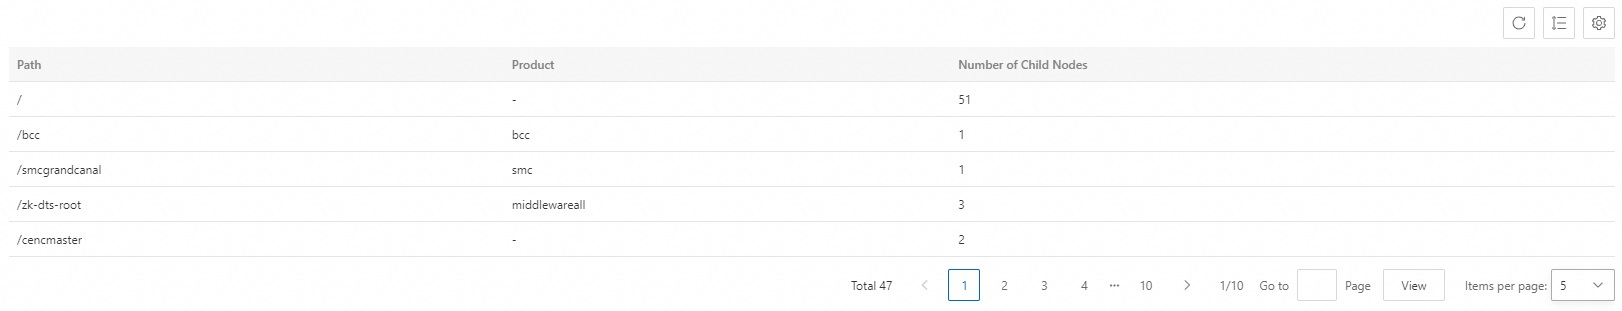 Path Product Number of Child Nodes
/ - 51
/bcc bcc 1
/smcgrandcanal smc 1
/zk-dts-root middlewareall 3
/cencmaster - 2
Total 47 1 2 3 4 ••• 10 1/10 Go to Page View Items per page: 5